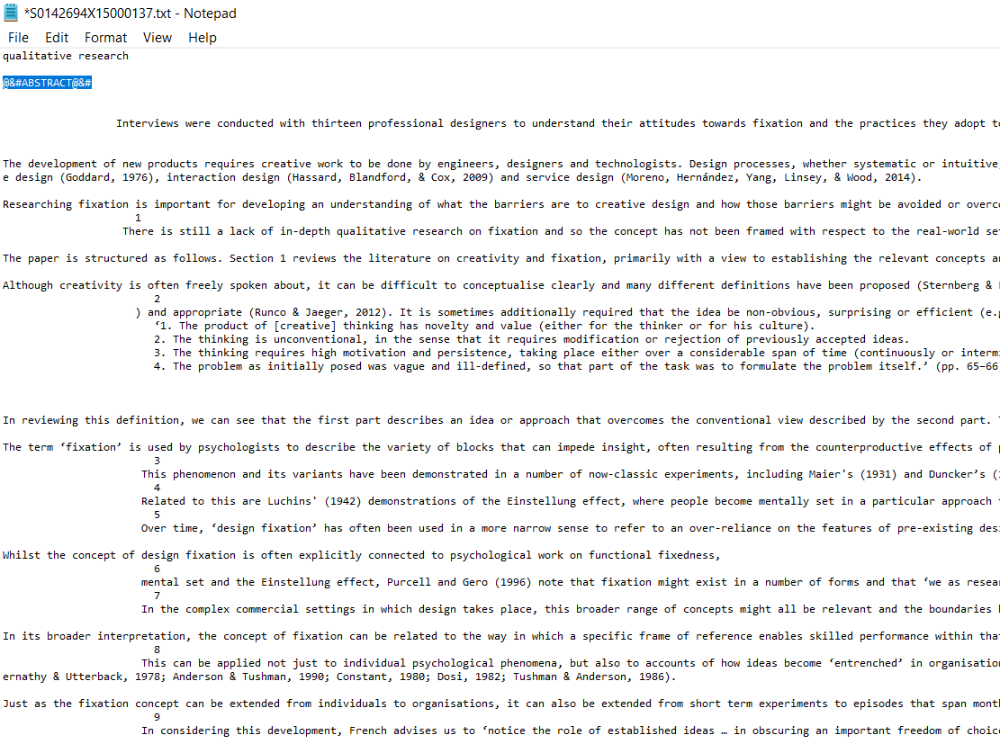 *S0142694X15000137.txt - Notepad
File Edit Format View Help
qualitative research
@&#ABSTRACT@&#
Interviews were conducted with thirteen professional designers to understand their attitudes towards fixation and the practices they adopt to
The development of new products requires creative work to be done by engineers, designers and technologists. Design processes, whether systematic or intuitive,
e design (Goddard, 1976), interaction design (Hassard, Blandford, & Cox, 2009) and service design (Moreno, Hernández, Yang, Linsey, & Wood, 2014).
Researching fixation is important for developing an understanding of what the barriers are to creative design and how those barriers might be avoided or overc
1
There is still a lack of in-depth qualitative research on fixation and so the concept has not been framed with respect to the real-world se
The paper is structured as follows. Section 1 reviews the literature on creativity and fixation, primarily with a view to establishing the relevant concepts a
Although creativity is often freely spoken about, it can be difficult to conceptualise clearly and many different definitions have been proposed (Sternberg &
2
) and appropriate (Runco & Jaeger, 2012). It is sometimes additionally required that the idea be non-obvious, surprising or efficient (e.g
‘1. The product of [creative] thinking has novelty and value (either for the thinker or for his culture).
2. The thinking is unconventional, in the sense that it requires modification or rejection of previously accepted ideas.
3. The thinking requires high motivation and persistence, taking place either over a considerable span of time (continuously or intermi
4. The problem as initially posed was vague and ill-defined, so that part of the task was to formulate the problem itself.’ (pp. 65–66
In reviewing this definition, we can see that the first part describes an idea or approach that overcomes the conventional view described by the second part.
The term ‘fixation’ is used by psychologists to describe the variety of blocks that can impede insight, often resulting from the counterproductive effects of
3
This phenomenon and its variants have been demonstrated in a number of now-classic experiments, including Maier's (1931) and Duncker’s (
4
Related to this are Luchins' (1942) demonstrations of the Einstellung effect, where people become mentally set in a particular approach
5
Over time, ‘design fixation’ has often been used in a more narrow sense to refer to an over-reliance on the features of pre-existing des
Whilst the concept of design fixation is often explicitly connected to psychological work on functional fixedness,
6
mental set and the Einstellung effect, Purcell and Gero (1996) note that fixation might exist in a number of forms and that ‘we as resea
7
In the complex commercial settings in which design takes place, this broader range of concepts might all be relevant and the boundaries
In its broader interpretation, the concept of fixation can be related to the way in which a specific frame of reference enables skilled performance within tha
8
This can be applied not just to individual psychological phenomena, but also to accounts of how ideas become ‘entrenched’ in organisatio
ernathy & Utterback, 1978; Anderson & Tushman, 1990; Constant, 1980; Dosi, 1982; Tushman & Anderson, 1986).
Just as the fixation concept can be extended from individuals to organisations, it can also be extended from short term experiments to episodes that span mont
9
In considering this development, French advises us to ‘notice the role of established ideas … in obscuring an important freedom of choic